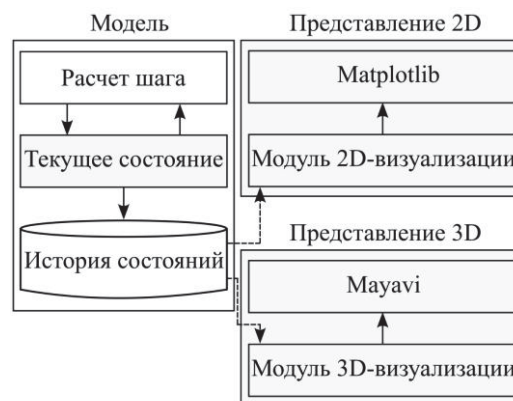 Модель
Расчет шага
Текущее состояние
История состояний
Представление 2D
Matplotlib
Модуль 2D-визуализации
Представление 3D
Mayavi
Модуль 3D-визуализации